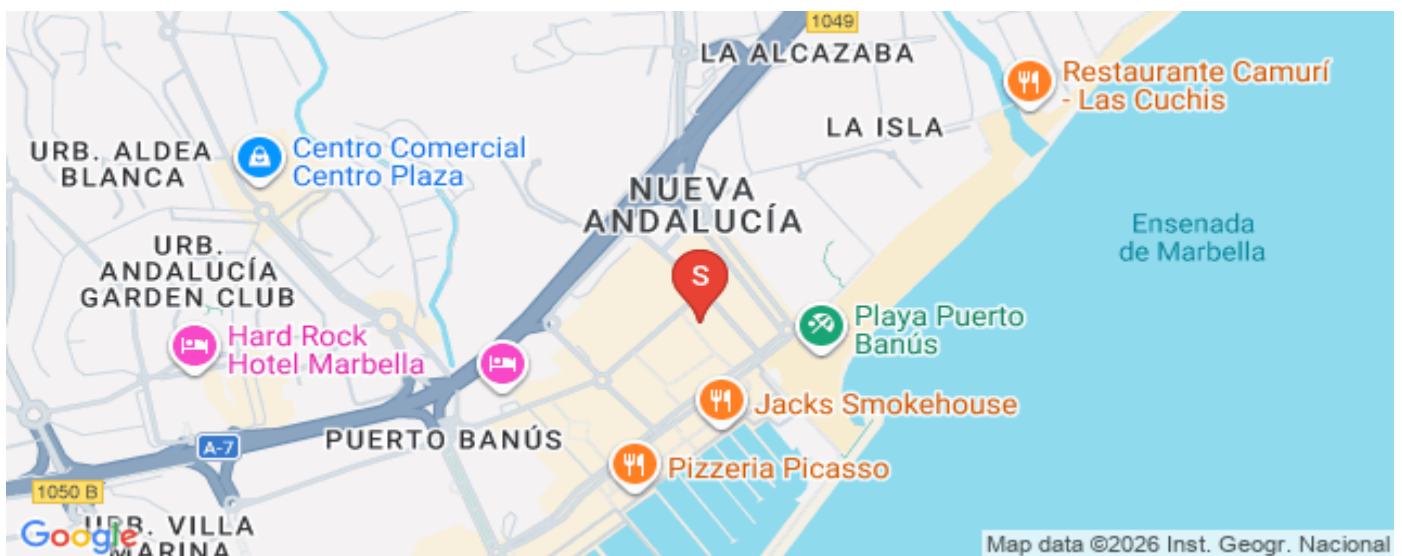 1049
LA ALCAZABA
Restaurante Camurí
- Las Cuchis
LA ISLA
URB. ALDEA
BLANCA
Centro Comercial
Centro Plaza
NUEVA
ANDALUCÍA
Ensenada
de Marbella
URB.
ANDALUCÍA
GARDEN CLUB
S
Playa Puerto
Banús
Hard Rock
Hotel Marbella
Jacks Smokehouse
PUERTO BANÚS
A-7
Pizzeria Picasso
1050 B
URB. VILLA
MARINA
Google
Map data ©2026 Inst. Geogr. Nacional